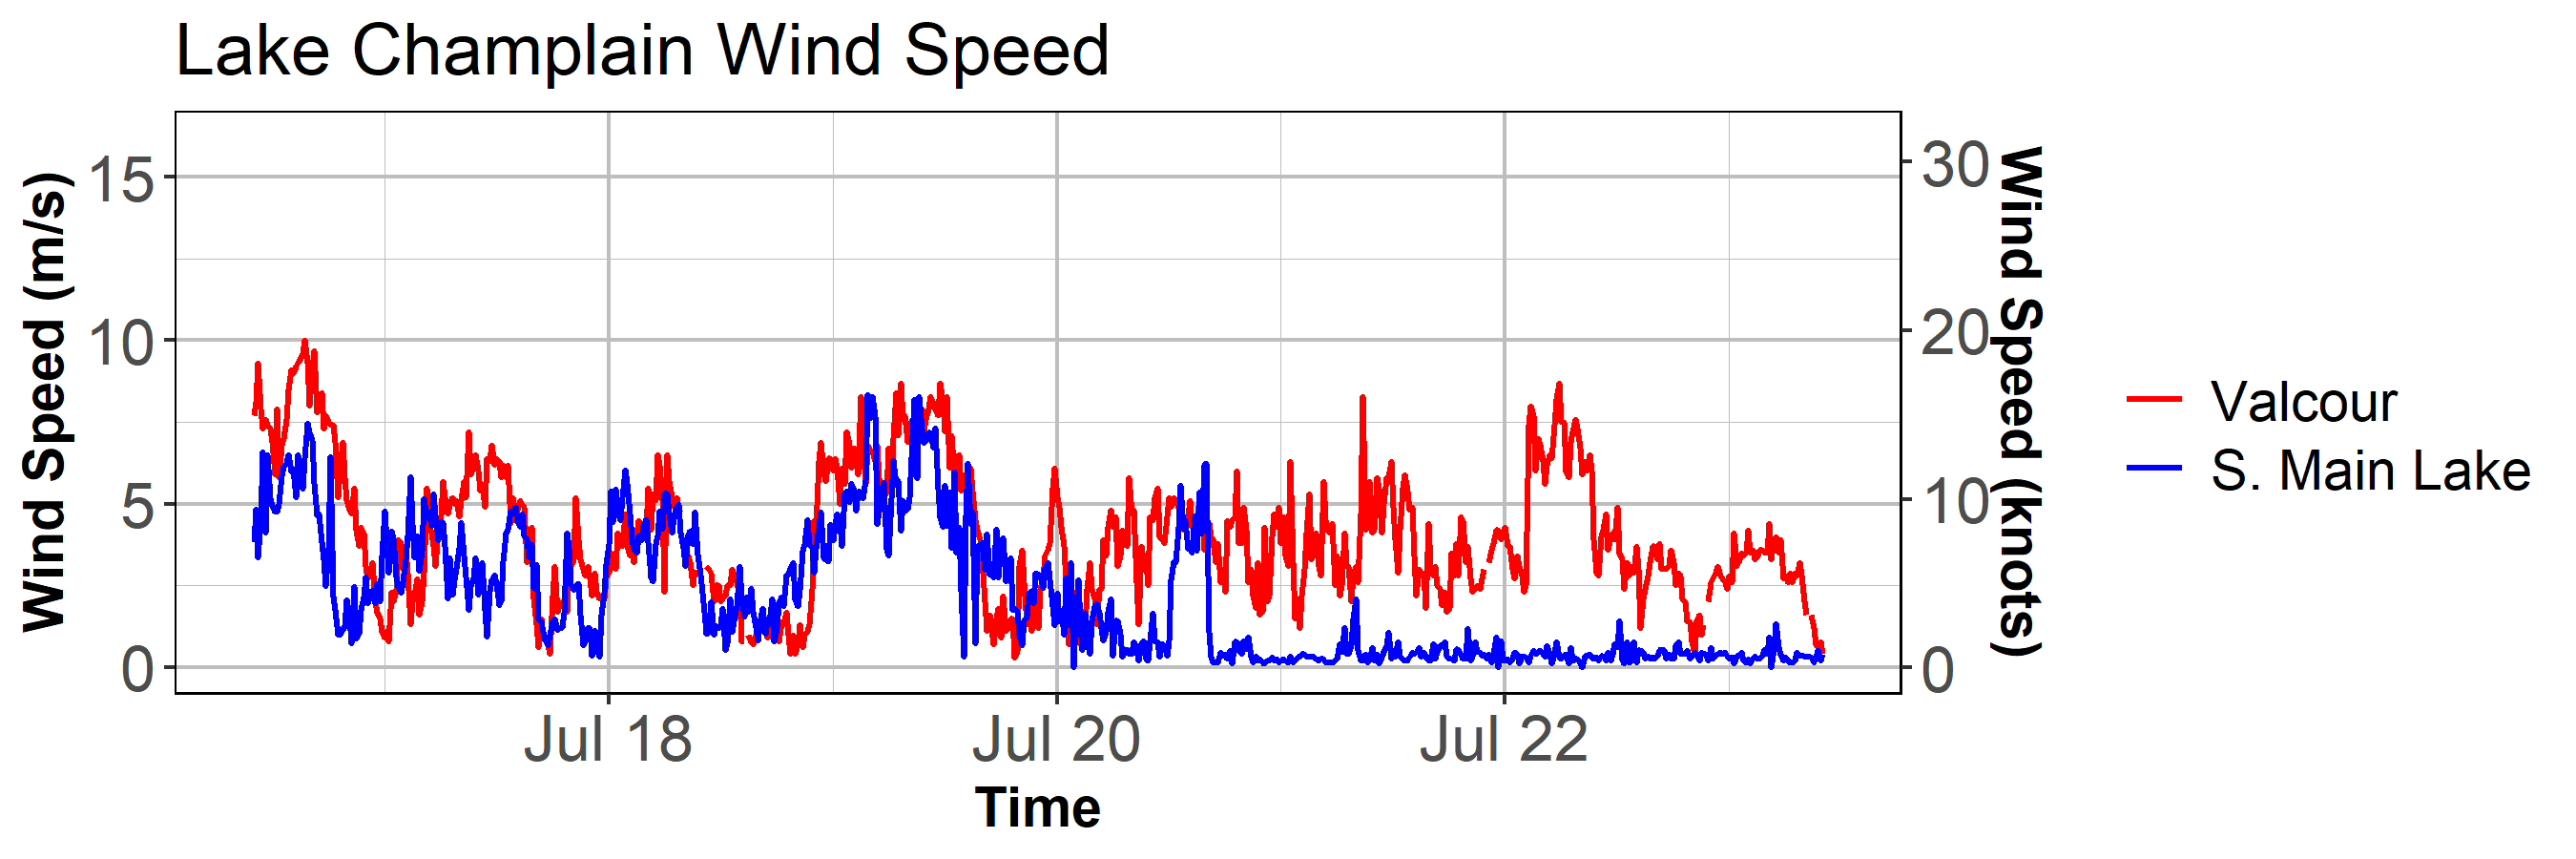 Lake Champlain Wind Speed
Wind Speed (m/s)
15
10
5
0
30
20
10
0
Wind Speed (knots)
Jul 18
Jul 20
Jul 22
Time
Valcour
S. Main Lake